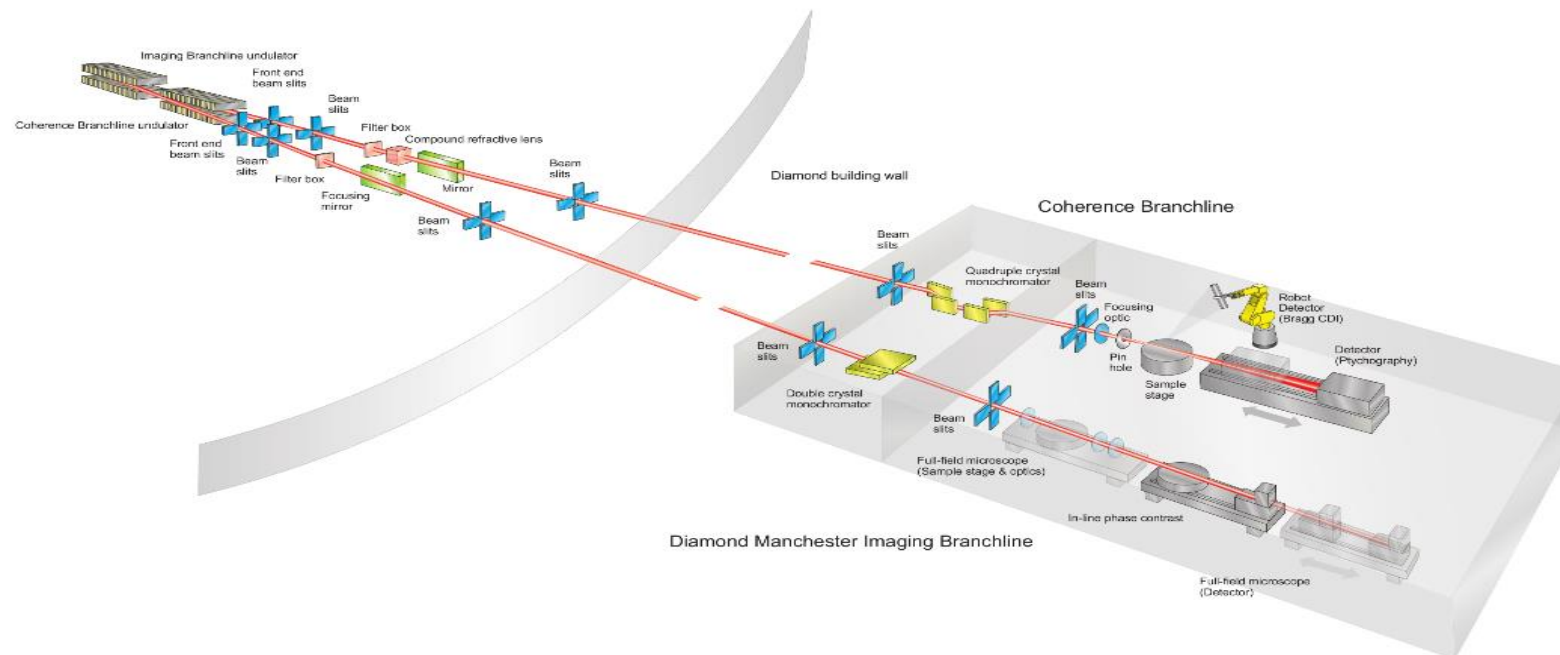 Imaging Branchline undulator
Front end
beam slits
Beam
slits
Filter box
Compound refractive lens
Coherence Branchline undulator
Front end
beam slits
Beam
slits
Filter box
Focusing
mirror
Mirror
Beam
slits
Beam
slits
Diamond building wall
Coherence Branchline
Beam
slits
Quadruple crystal
monochromator
Beam
slits
Focusing
optic
Pin
hole
Sample
stage
Robot
Detector
(Bragg CDI)
Detector
(Ptychography)
Beam
slits
Double crystal
monochromator
Beam
slits
Full-field microscope
(Sample stage & optics)
In-line phase contrast
Diamond Manchester Imaging Branchline
Full-field microscope
(Detector)